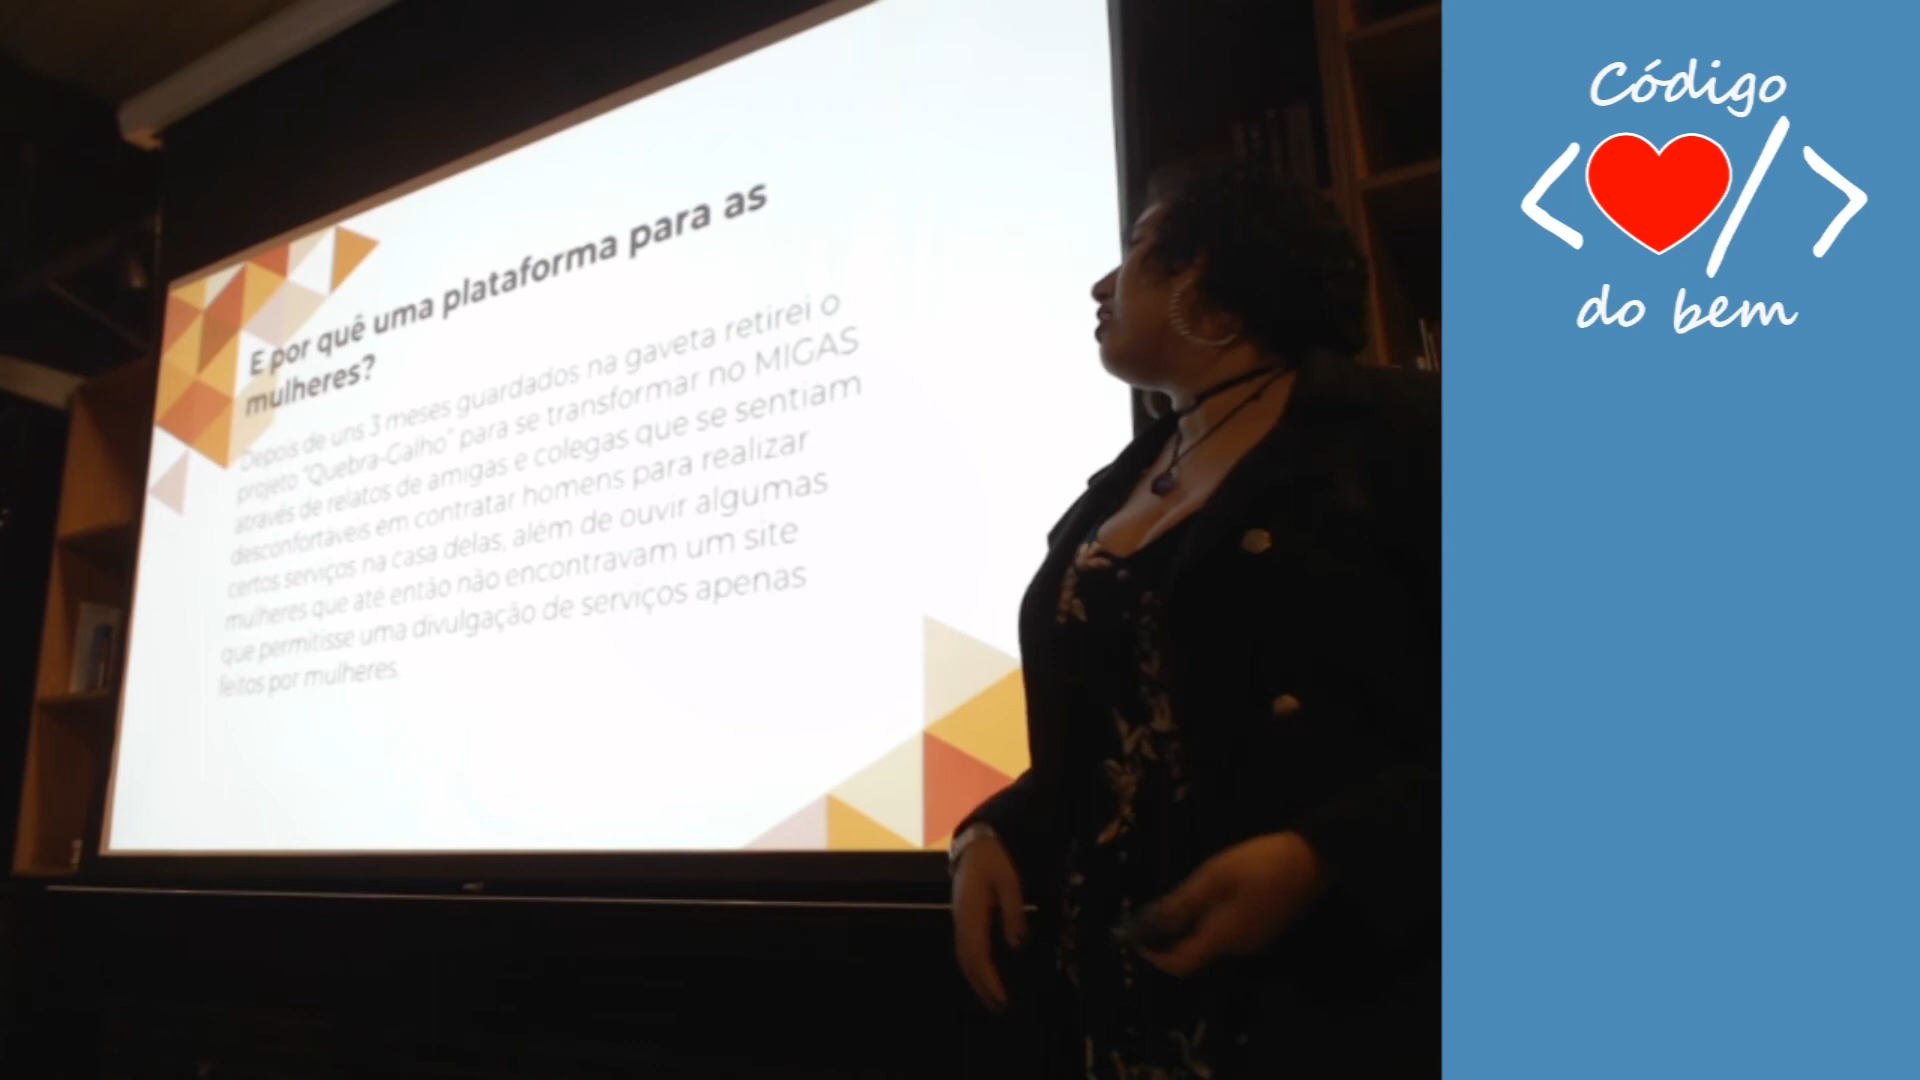 E por quê uma plataforma para as
mulheres?
Depois de uns 3 meses guardados na gaveta retirei o
projeto "Quebra-Galho" para se transformar no MIGAS
através de relatos de amigas e colegas que se sentiam
desconfortáveis em contratar homens para realizar
certos serviços na casa delas, além de ouvir algumas
mulheres que até então não encontravam um site
que permitisse uma divulgação de serviços apenas
feitos por mulheres.
Código
</>
do bem